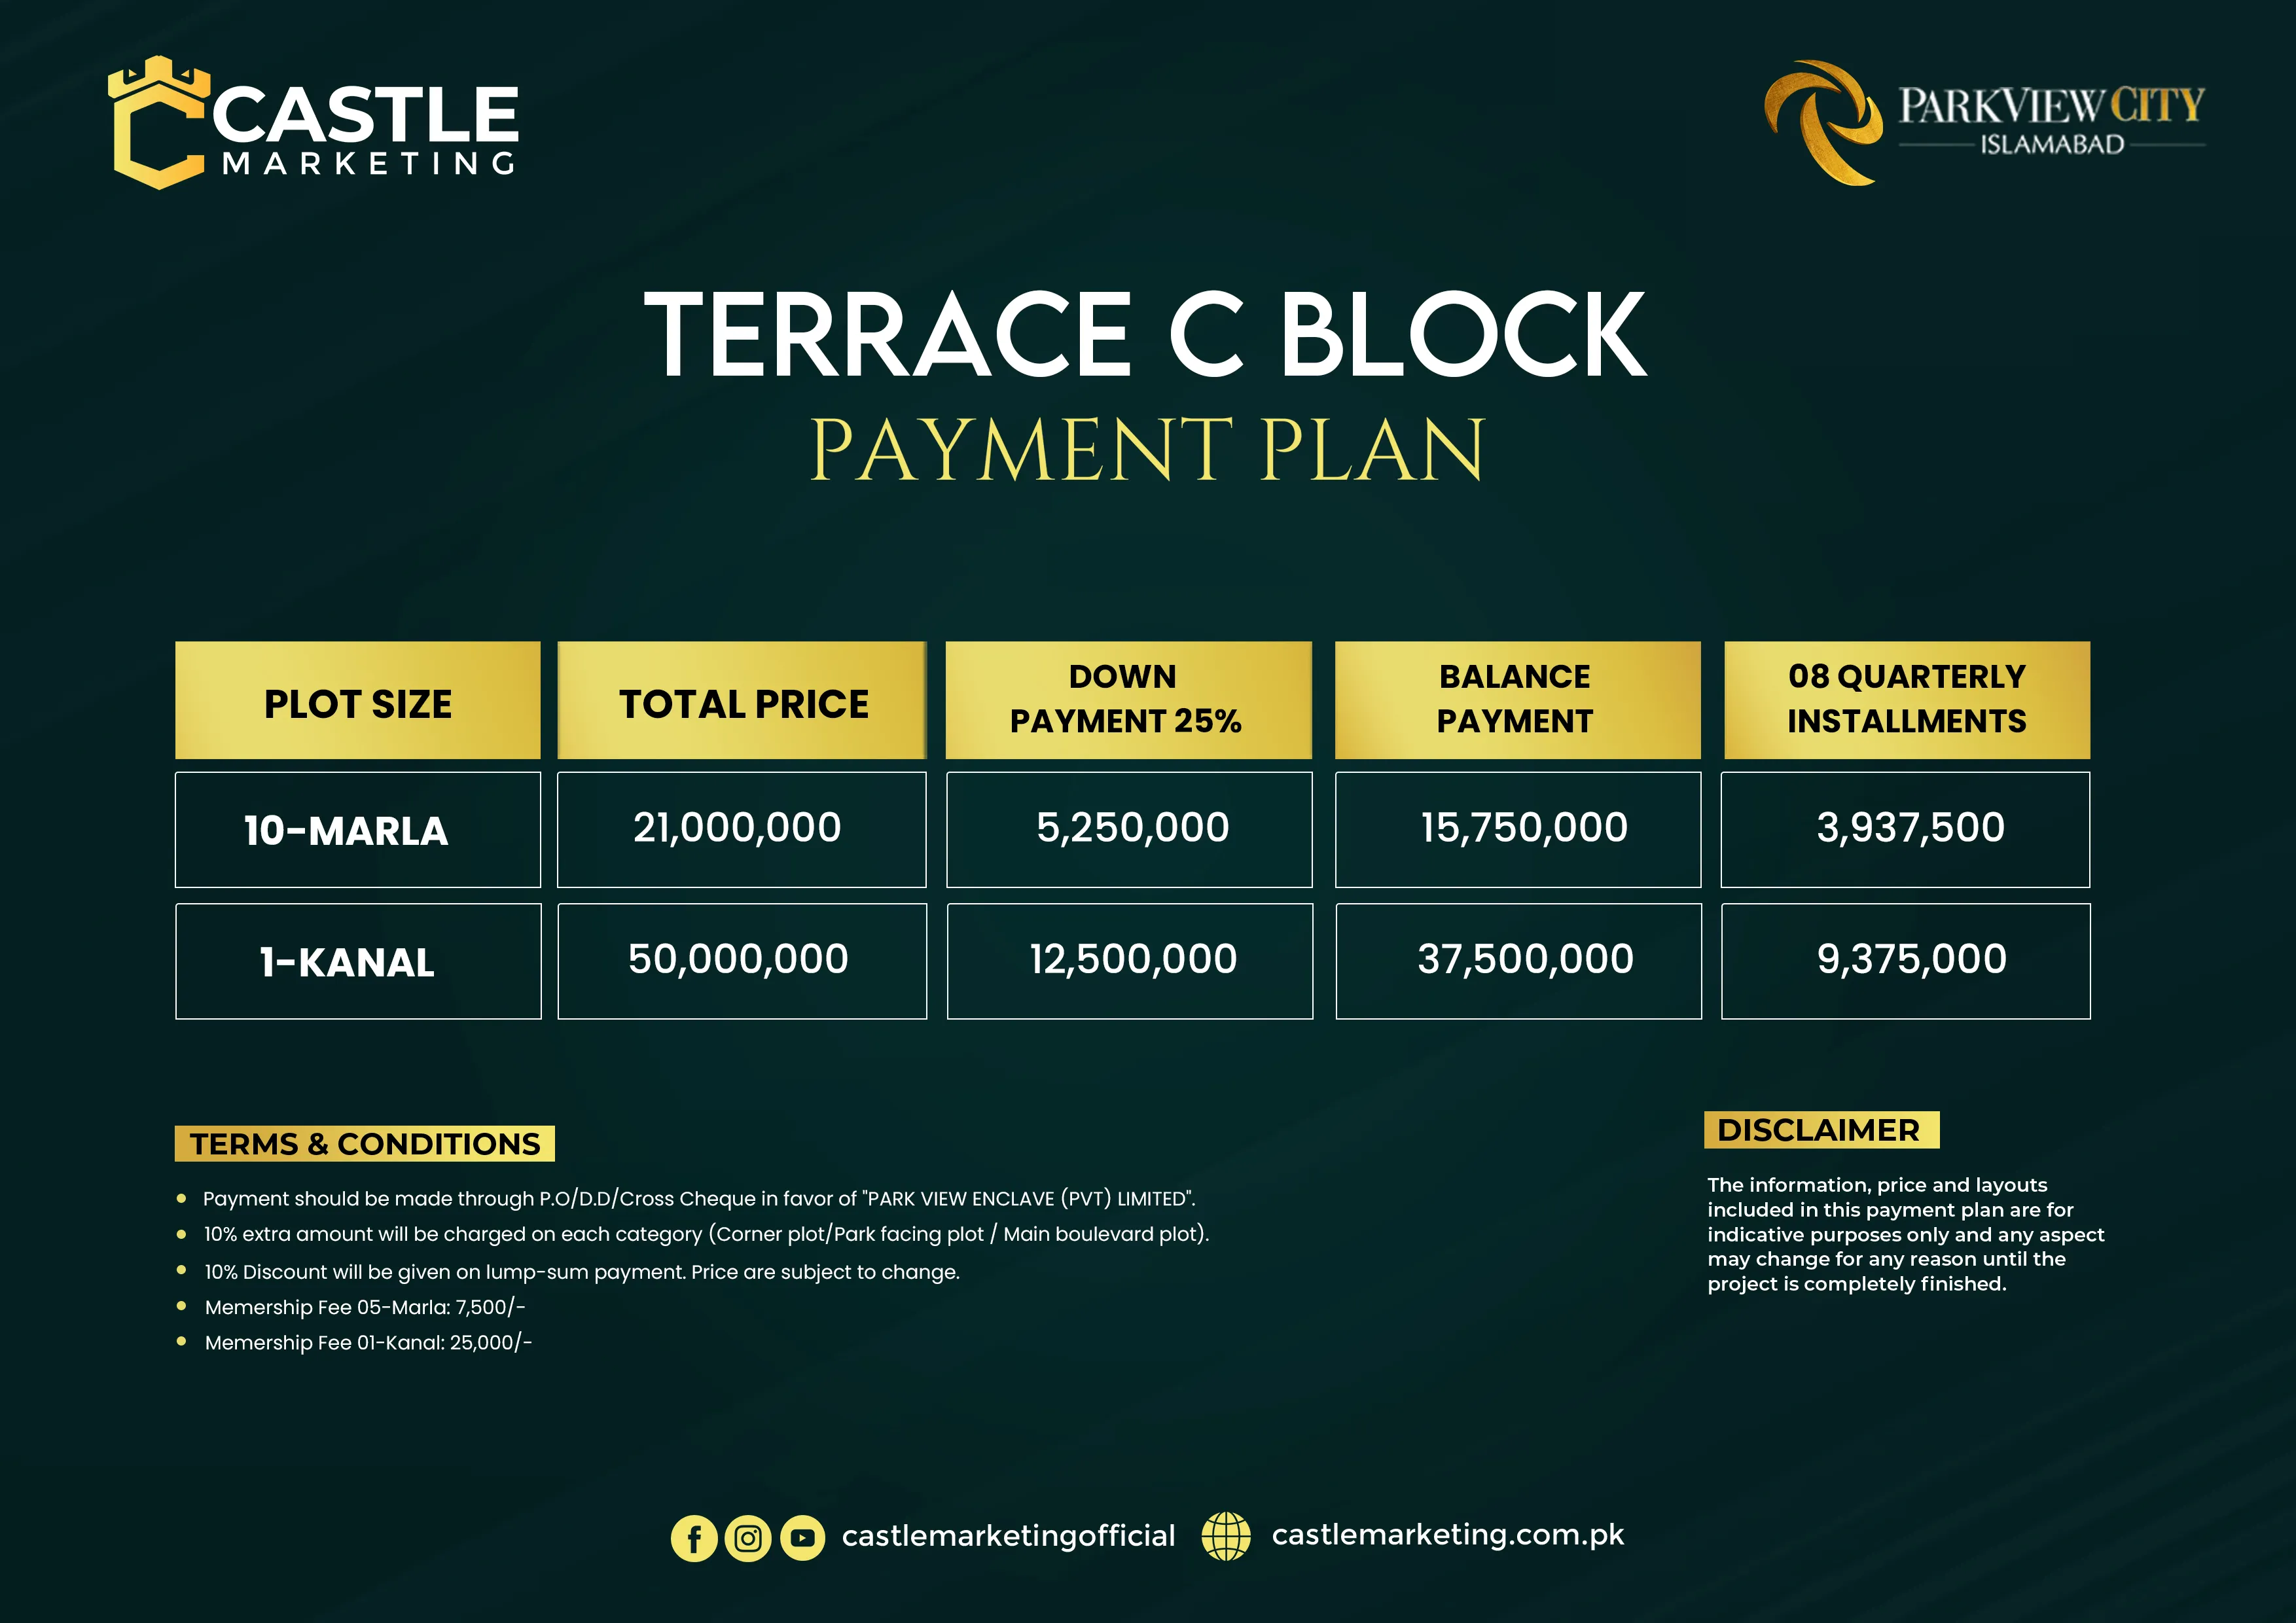 CASTLE
MARKETING
PARKVIEW CITY
ISLAMABAD
TERRACE C BLOCK
PAYMENT PLAN
PLOT SIZE
TOTAL PRICE
DOWN
PAYMENT 25%
BALANCE
PAYMENT
08 QUARTERLY
INSTALLMENTS
10-MARLA
21,000,000
5,250,000
15,750,000
3,937,500
1-KANAL
50,000,000
12,500,000
37,500,000
9,375,000
TERMS & CONDITIONS
Payment should be made through P.O/D.D/Cross Cheque in favor of "PARK VIEW ENCLAVE (PVT) LIMITED".
10% extra amount will be charged on each category (Corner plot/Park facing plot / Main boulevard plot).
10% Discount will be given on lump-sum payment. Price are subject to change.
Memership Fee 05-Marla: 7,500/-
Memership Fee 01-Kanal: 25,000/-
DISCLAIMER
The information, price and layouts
included in this payment plan are for
indicative purposes only and any aspect
may change for any reason until the
project is completely finished.
castlemarketingofficial
castlemarketing.com.pk